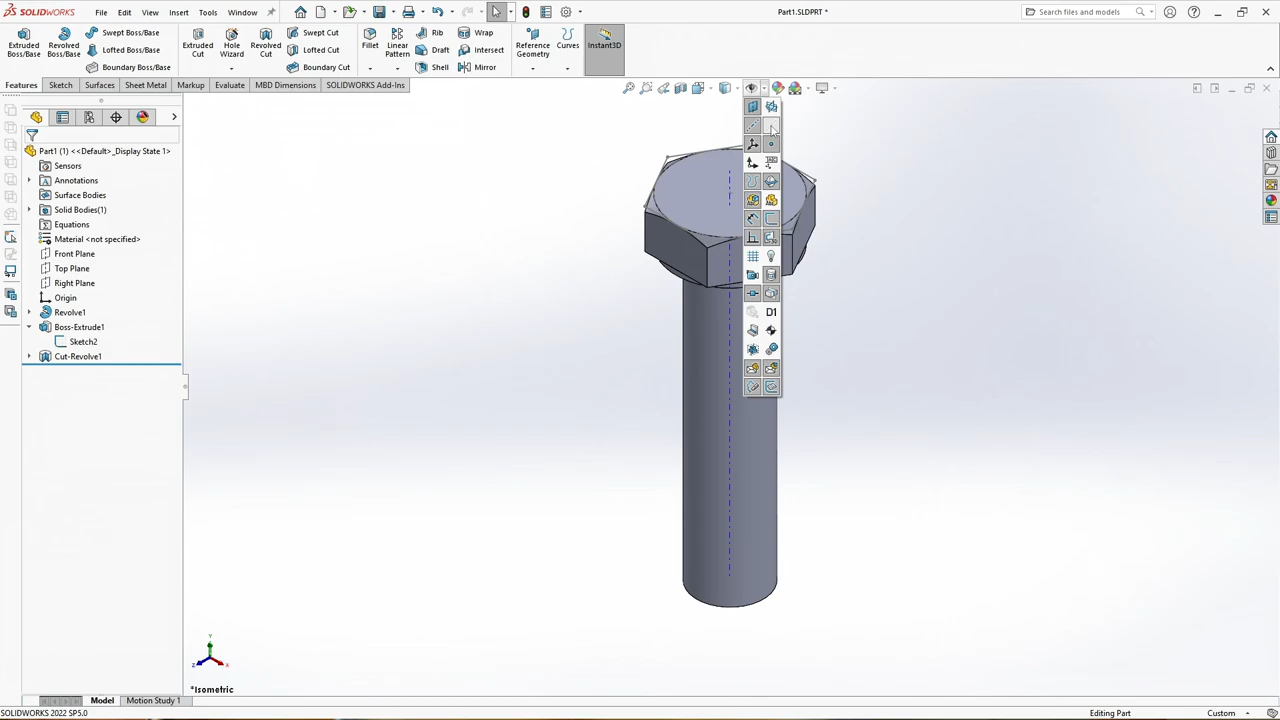 SOLIDWORKS
File
Edit
View
Insert
Tools
Window
Part1.SLDPRT *
Search files and models
Extruded Boss/Base
Revolved Boss/Base
Swept Boss/Base
Lofted Boss/Base
Boundary Boss/Base
Extruded Cut
Hole Wizard
Revolved Cut
Swept Cut
Lofted Cut
Boundary Cut
Fillet
Linear Pattern
Rib
Draft
Shell
Wrap
Intersect
Mirror
Reference Geometry
Curves
Instant3D
Features
Sketch
Surfaces
Sheet Metal
Markup
Evaluate
MBD Dimensions
SOLIDWORKS Add-Ins
Part1 (1) <<Default>_Display State 1>
Sensors
Annotations
Surface Bodies
Solid Bodies(1)
Equations
Material <not specified>
Front Plane
Top Plane
Right Plane
Origin
Revolve1
Boss-Extrude1
Sketch2
Cut-Revolve1
D1
Y
Z
X
*Isometric
Model
Motion Study 1
SOLIDWORKS 2022 SP5.0
Editing Part
Custom